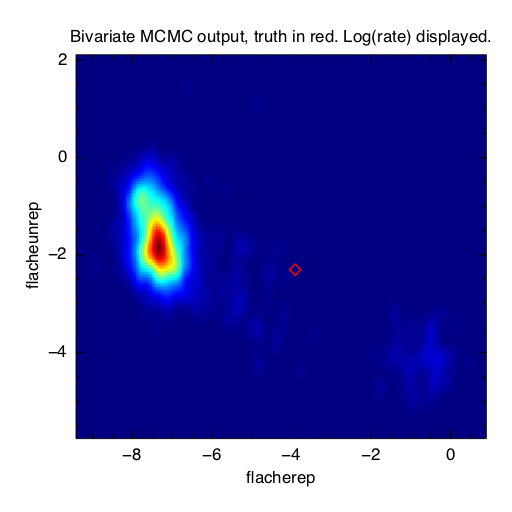 Bivariate MCMC output, truth in red. Log(rate) displayed.
2
0
−2
−4
flacheunrep
−8 −6 −4 −2 0
flacherep